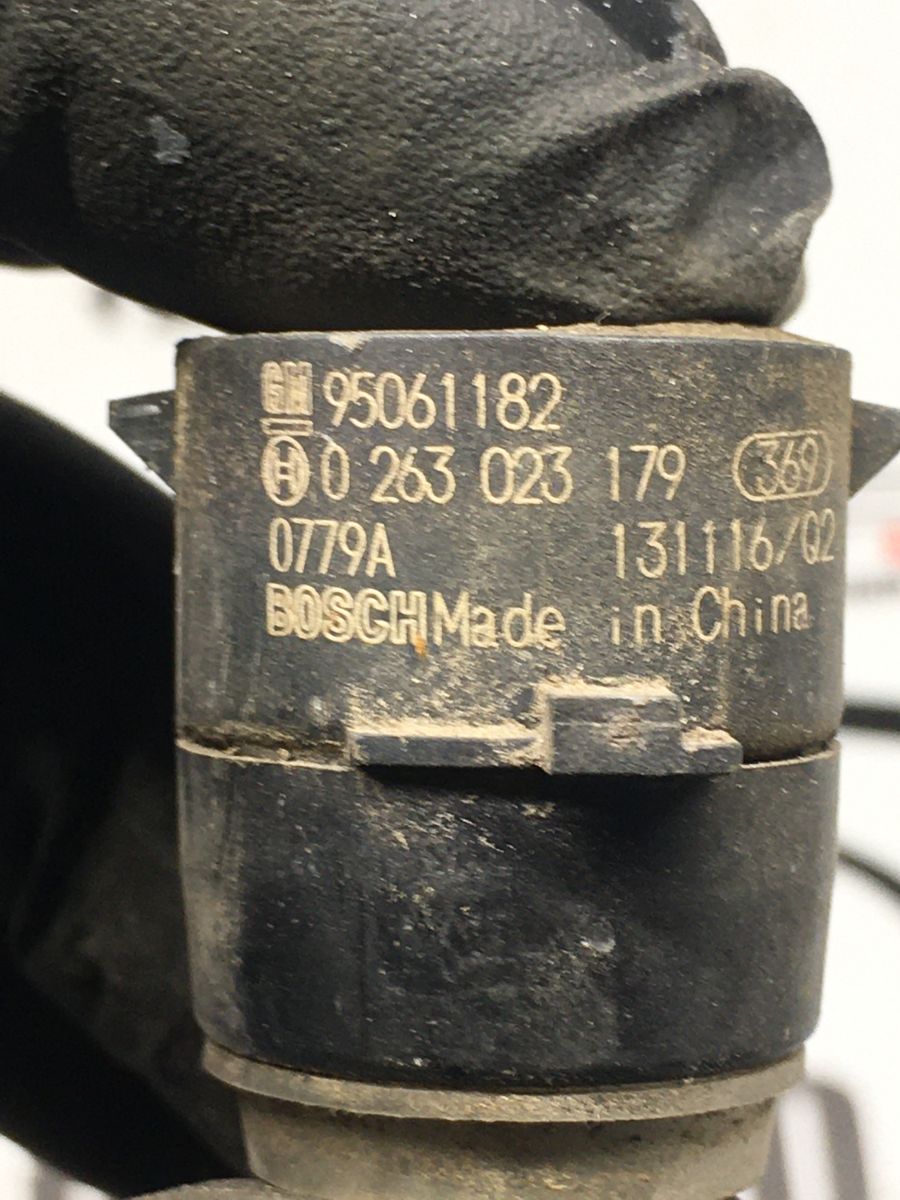 GM 95061182
0 263 023 179 369
0779A 131116/Q2
BOSCH Made in China